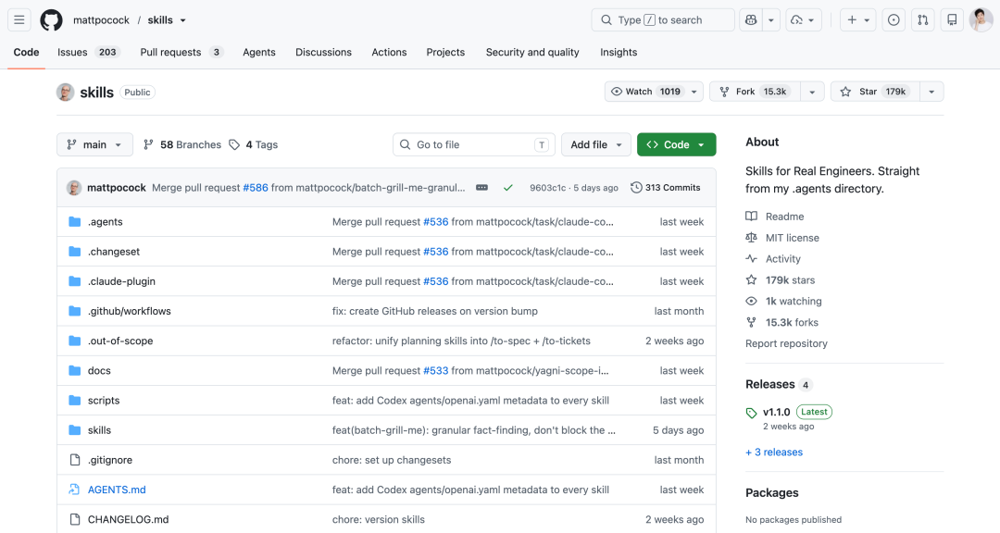 mattpocock / skills
Type / to search
Code
Issues 203
Pull requests 3
Agents
Discussions
Actions
Projects
Security and quality
Insights
skills Public
Watch 1019
Fork 15.3k
Star 179k
main
58 Branches
4 Tags
Go to file T
Add file
Code
mattpocock Merge pull request #586 from mattpocock/batch-grill-me-granul... 9603c1c · 5 days ago 313 Commits
.agents Merge pull request #536 from mattpocock/task/claude-co... last week
.changeset Merge pull request #536 from mattpocock/task/claude-co... last week
.claude-plugin Merge pull request #536 from mattpocock/task/claude-co... last week
.github/workflows fix: create GitHub releases on version bump last month
.out-of-scope refactor: unify planning skills into /to-spec + /to-tickets 2 weeks ago
docs Merge pull request #533 from mattpocock/yagni-scope-i... last week
scripts feat: add Codex agents/openai.yaml metadata to every skill last week
skills feat(batch-grill-me): granular fact-finding, don't block the ... 5 days ago
.gitignore chore: set up changesets last month
AGENTS.md feat: add Codex agents/openai.yaml metadata to every skill last week
CHANGELOG.md chore: version skills 2 weeks ago
About
Skills for Real Engineers. Straight
from my .agents directory.
Readme
MIT license
Activity
179k stars
1k watching
15.3k forks
Report repository
Releases 4
v1.1.0 Latest
2 weeks ago
+ 3 releases
Packages
No packages published